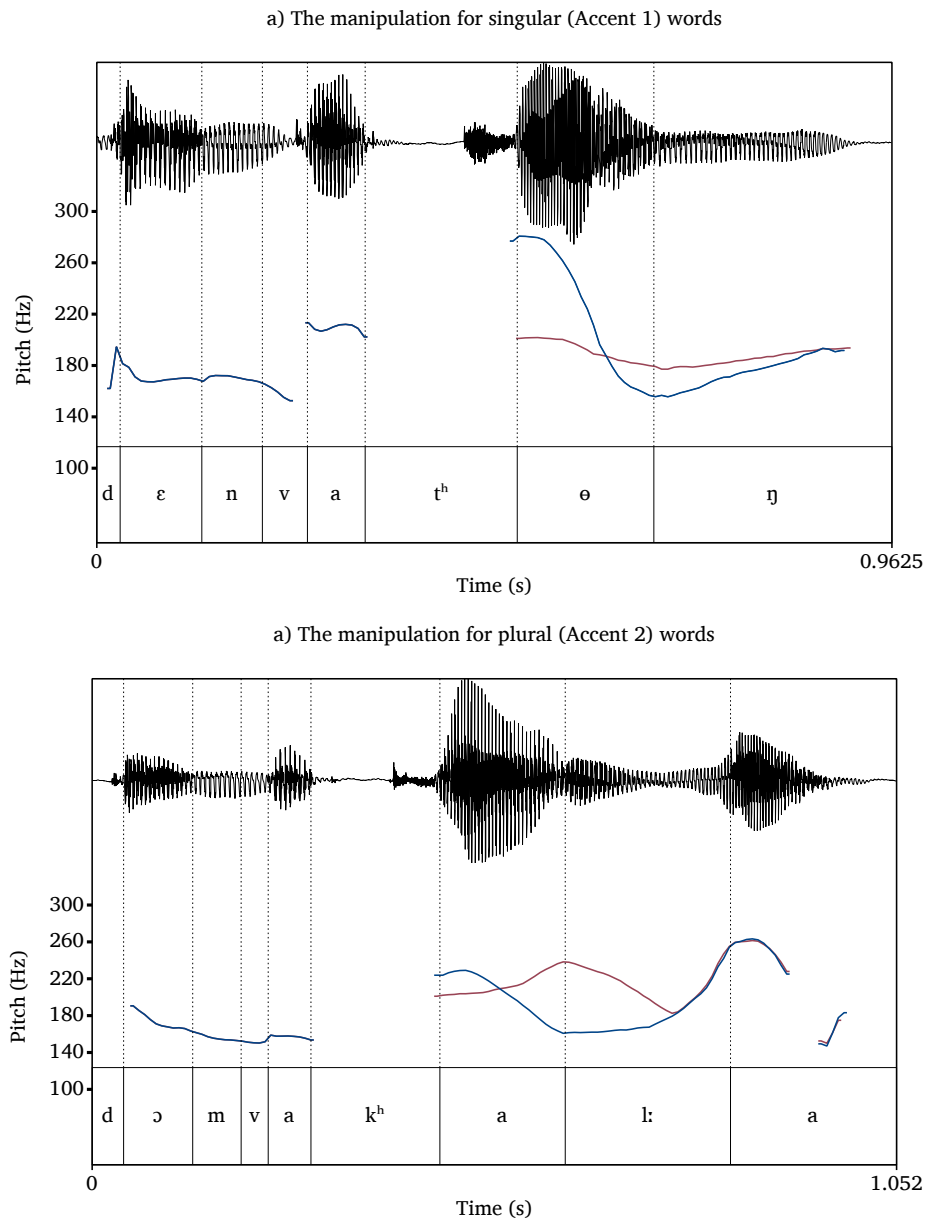 a) The manipulation for singular (Accent 1) words
300
260
220
180
140
100
Pitch (Hz)
d ɛ n v a tʰ ɵ ŋ
0 0.9625
Time (s)
a) The manipulation for plural (Accent 2) words
300
260
220
180
140
100
Pitch (Hz)
d ɔ m v a kʰ a lː a
0 1.052
Time (s)